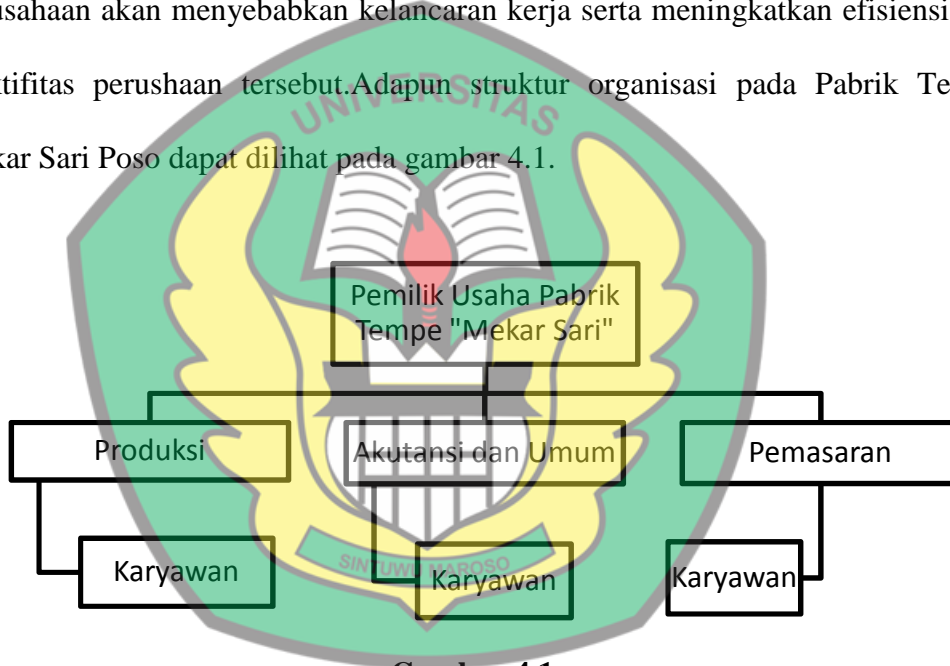 usahaan akan menyebabkan kelancaran kerja serta meningkatkan efisiensi
ktifitas perushaan tersebut.Adapun struktur organisasi pada Pabrik Te
kar Sari Poso dapat dilihat pada gambar 4.1.
UNIVERSITAS
Pemilik Usaha Pabrik
Tempe "Mekar Sari"
Produksi
Akutansi dan Umum
Pemasaran
Karyawan
Karyawan
Karyawan
SINTUWU MAROSO
Gambar 4.1